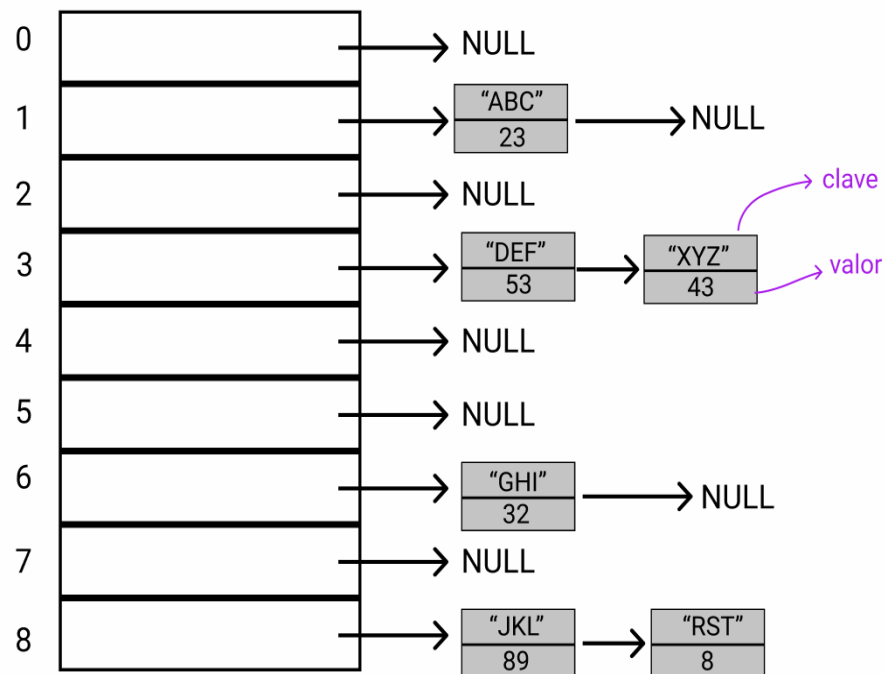 0
NULL
1
“ABC”
23
NULL
2
NULL
clave
3
“DEF”
53
“XYZ”
43
valor
4
NULL
5
NULL
6
“GHI”
32
NULL
7
NULL
8
“JKL”
89
“RST”
8